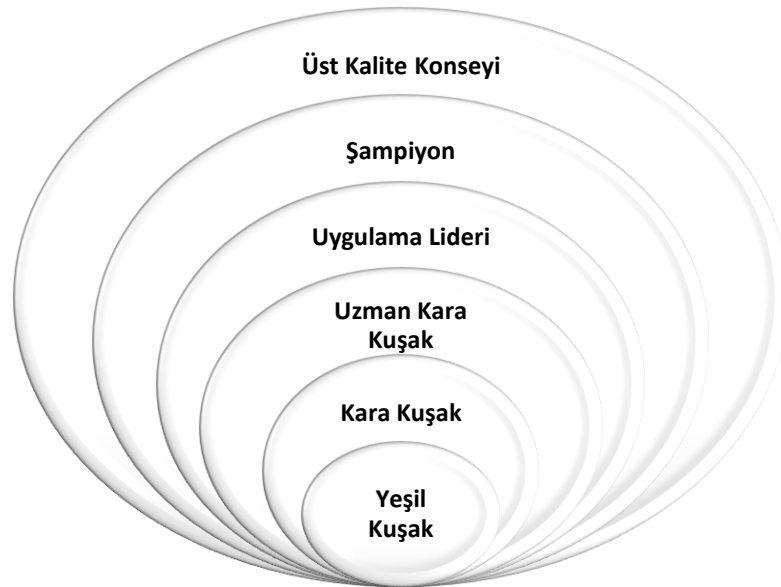 Üst Kalite Konseyi
Şampiyon
Uygulama Lideri
Uzman Kara
Kuşak
Kara Kuşak
Yeşil
Kuşak